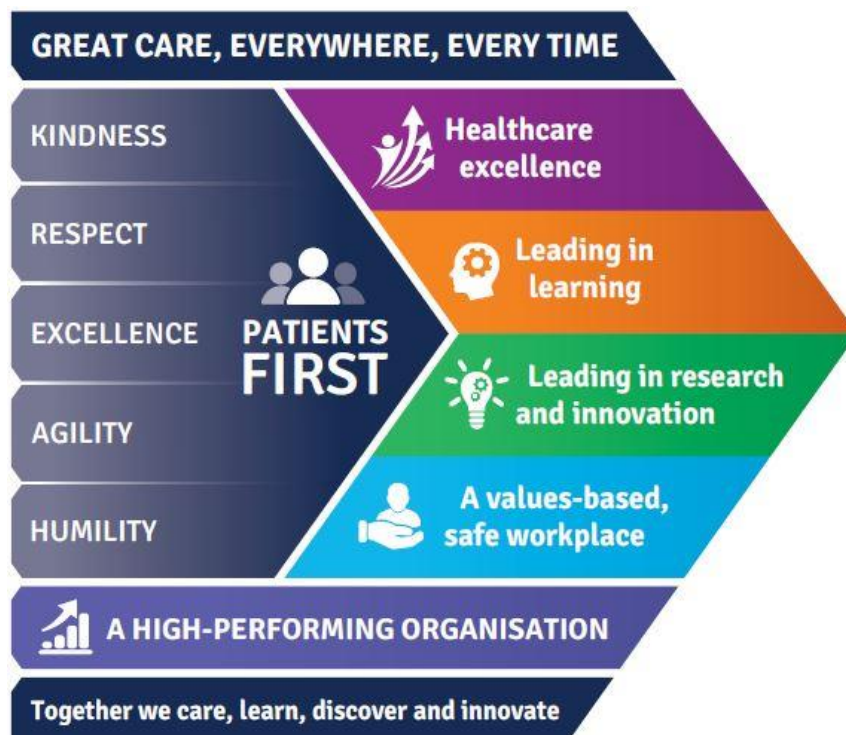 GREAT CARE, EVERYWHERE, EVERY TIME
KINDNESS
RESPECT
EXCELLENCE
AGILITY
HUMILITY
PATIENTS
FIRST
Healthcare
excellence
Leading in
learning
Leading in research
and innovation
A values-based,
safe workplace
A HIGH-PERFORMING ORGANISATION
Together we care, learn, discover and innovate